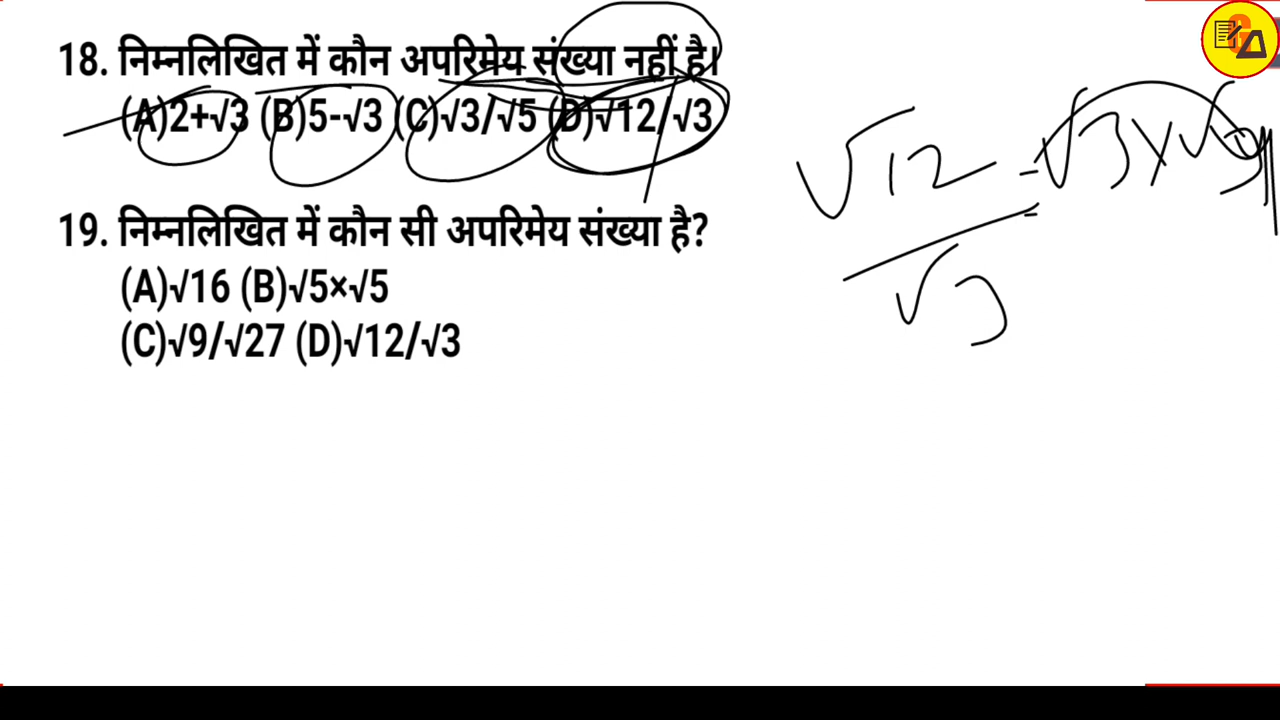 18. निम्नलिखित में कौन अपरिमेय संख्या नहीं है।
(A)2+√3 (B)5-√3 (C)√3/√5 (D)√12/√3
√12 = √3×√
√3
19. निम्नलिखित में कौन सी अपरिमेय संख्या है?
(A)√16 (B)√5×√5
(C)√9/√27 (D)√12/√3